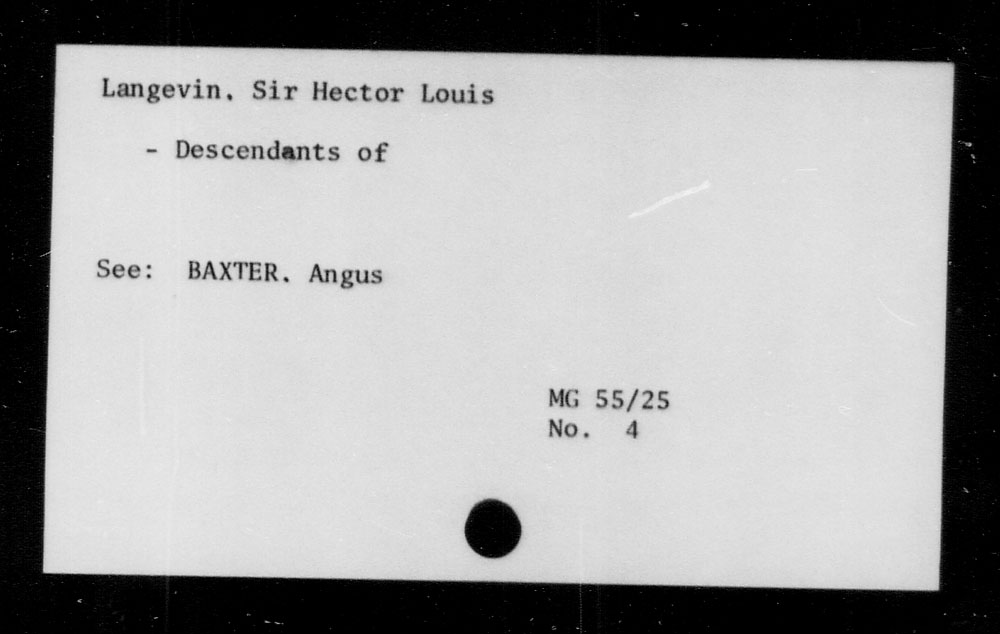 Langevin. Sir Hector Louis
- Descendants of
See: BAXTER. Angus
MG 55/25
No. 4